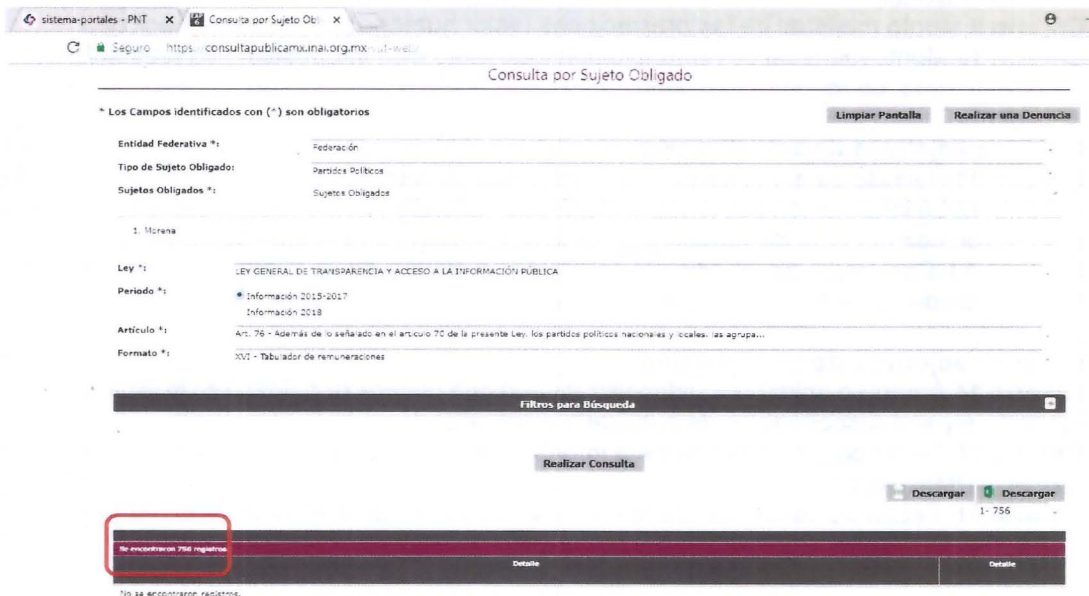 sistema-portales - PNT x Consulta por Sujeto Obl x
Seguro https consultapublicamx.inai.org.mx
Consulta por Sujeto Obligado
* Los Campos identificados con (*) son obligatorios
Limpiar Pantalla Realizar una Denuncia
Entidad Federativa *: Federación
Tipo de Sujeto Obligado: Partidos Políticos
Sujetos Obligados *: Sujetos Obligados
1. Morena
Ley *: LEY GENERAL DE TRANSPARENCIA Y ACCESO A LA INFORMACIÓN PÚBLICA
Periodo *: Información 2015-2017
Información 2018
Artículo *: Art. 76 - Además de lo señalado en el artículo 70 de la presente Ley, los partidos políticos nacionales y locales, las agrupa...
Formato *: XVI - Tabulador de remuneraciones
Filtros para Búsqueda
Realizar Consulta
Descargar Descargar
1- 756
Se encontraron 756 registros
Detalle Detalle
No se encontraron registros.